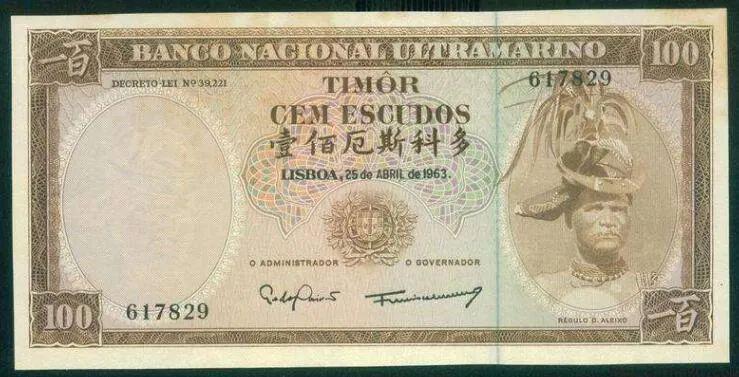 一百 BANCO NACIONAL ULTRAMARINO 100
DECRETO-LEI Nº 39,221
TIMÔR
617829
CEM ESCUDOS
壹佰厄斯科多
LISBOA, 25 de ABRIL de 1963.
O ADMINISTRADOR O GOVERNADOR
100 617829
RÉGULO D. ALEIXO
一百